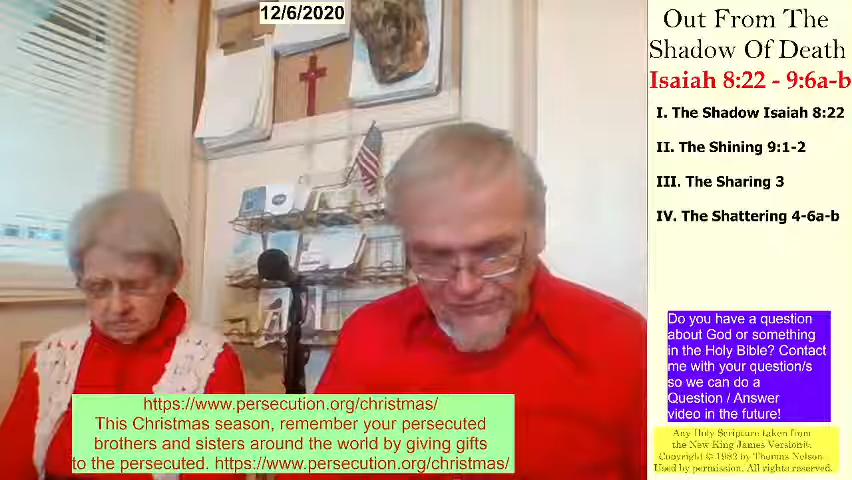 12/6/2020
Out From The
Shadow Of Death
Isaiah 8:22 - 9:6a-b
I. The Shadow Isaiah 8:22
II. The Shining 9:1-2
III. The Sharing 3
IV. The Shattering 4-6a-b
Do you have a question
about God or something
in the Holy Bible? Contact
me with your question/s
so we can do a
Question / Answer
video in the future!
Any Holy Scripture taken from
the New King James Version®.
Copyright © 1982 by Thomas Nelson.
Used by permission. All rights reserved.
https://www.persecution.org/christmas/
This Christmas season, remember your persecuted
brothers and sisters around the world by giving gifts
to the persecuted. https://www.persecution.org/christmas/